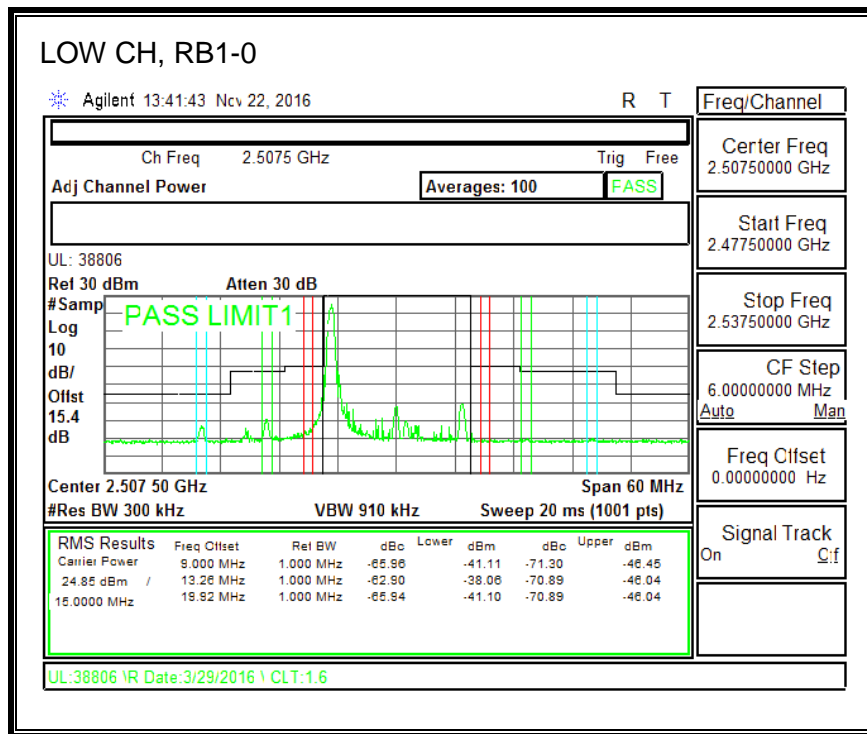 LOW CH, RB1-0
Agilent 13:41:43 Nov 22, 2016 R T
Freq/Channel
Ch Freq 2.5075 GHz Trig Free
Adj Channel Power Averages: 100 PASS
UL: 38806
Ref 30 dBm Atten 30 dB
#Samp
Log
10
dB/
Offst
15.4
dB
PASS LIMIT1
Center 2.507 50 GHz Span 60 MHz
#Res BW 300 kHz VBW 910 kHz Sweep 20 ms (1001 pts)
RMS Results Freq Offset Ref BW dBc Lower dBm dBc Upper dBm
Carrier Power 9.000 MHz 1.000 MHz -65.96 -41.11 -71.30 -46.45
24.85 dBm / 13.26 MHz 1.000 MHz -62.90 -38.06 -70.89 -46.04
15.0000 MHz 19.92 MHz 1.000 MHz -65.94 -41.10 -70.89 -46.04
UL:38806 \R Date:3/29/2016 \ CLT:1.6
Center Freq
2.50750000 GHz
Start Freq
2.47750000 GHz
Stop Freq
2.53750000 GHz
CF Step
6.00000000 MHz
Auto Man
Freq Offset
0.00000000 Hz
Signal Track
On Off